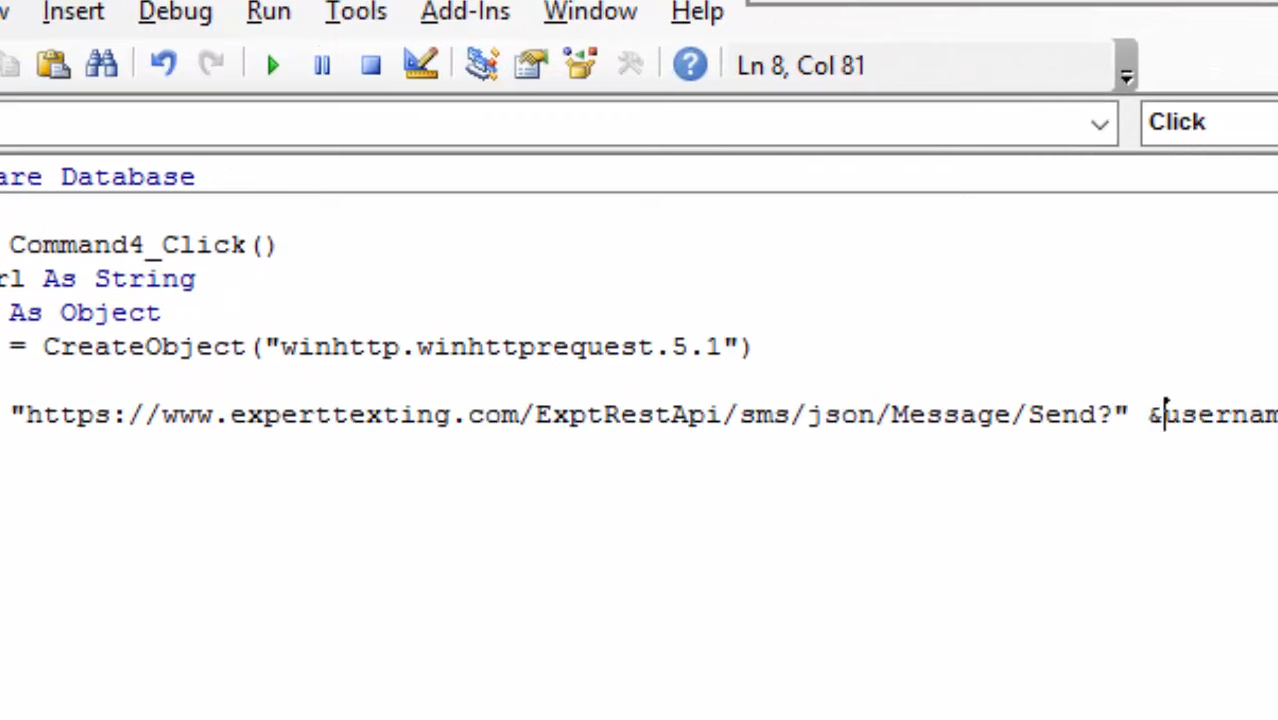 Insert Debug Run Tools Add-Ins Window Help
Ln 8, Col 81
Click
are Database
Command4_Click()
rl As String
As Object
= CreateObject("winhttp.winhttprequest.5.1")
"https://www.experttexting.com/ExptRestApi/sms/json/Message/Send?" &usernam